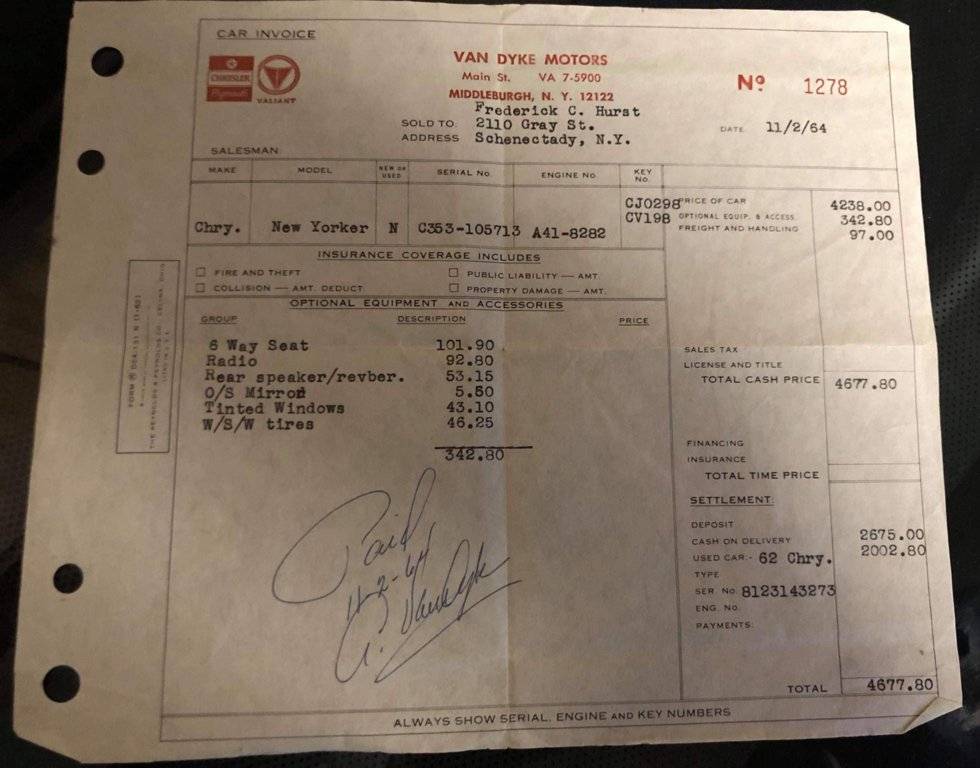 CAR INVOICE
CHRYSLER
Plymouth
VALIANT
VAN DYKE MOTORS
Main St. VA 7-5900
MIDDLEBURGH, N. Y. 12122
Nº 1278
Frederick C. Hurst
SOLD TO 2110 Gray St.
ADDRESS Schenectady, N.Y.
DATE 11/2/64
SALESMAN
MAKE MODEL NEW OR USED SERIAL No. ENGINE No. KEY No.
Chry. New Yorker N C353-105713 A41-8282 CJ0298 CV198
PRICE OF CAR 4238.00
OPTIONAL EQUIP. & ACCESS. 342.80
FREIGHT AND HANDLING 97.00
INSURANCE COVERAGE INCLUDES
FIRE AND THEFT PUBLIC LIABILITY — AMT.
COLLISION — AMT. DEDUCT. PROPERTY DAMAGE — AMT.
OPTIONAL EQUIPMENT AND ACCESSORIES
GROUP DESCRIPTION PRICE
6 Way Seat 101.90
Radio 92.80
Rear speaker/revber. 53.15
O/S Mirror 5.50
Tinted Windows 43.10
W/S/W tires 46.25
342.80
SALES TAX
LICENSE AND TITLE
TOTAL CASH PRICE 4677.80
FINANCING
INSURANCE
TOTAL TIME PRICE
SETTLEMENT:
DEPOSIT
CASH ON DELIVERY 2675.00
USED CAR:- 62 Chry. 2002.80
TYPE
SER. No. 8123143273
ENG. No.
PAYMENTS:
TOTAL 4677.80
Paid
11-2-64
VanDyke
ALWAYS SHOW SERIAL, ENGINE AND KEY NUMBERS